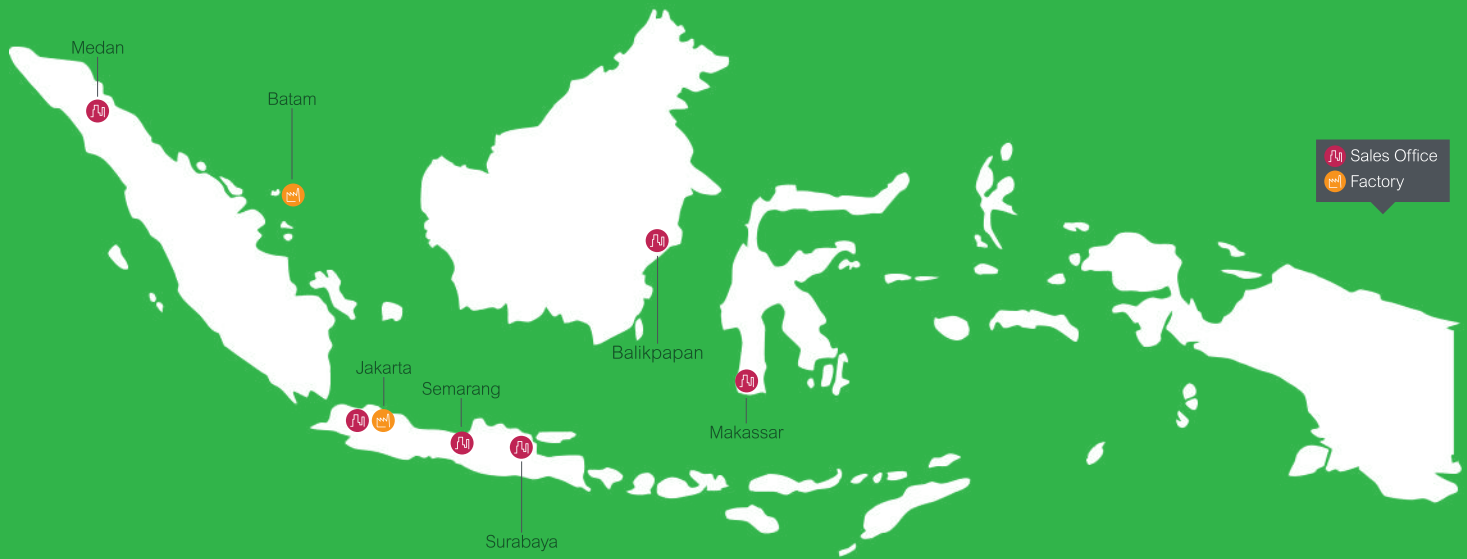 Medan
Batam
Sales Office
Factory
Balikpapan
Jakarta
Semarang
Makassar
Surabaya